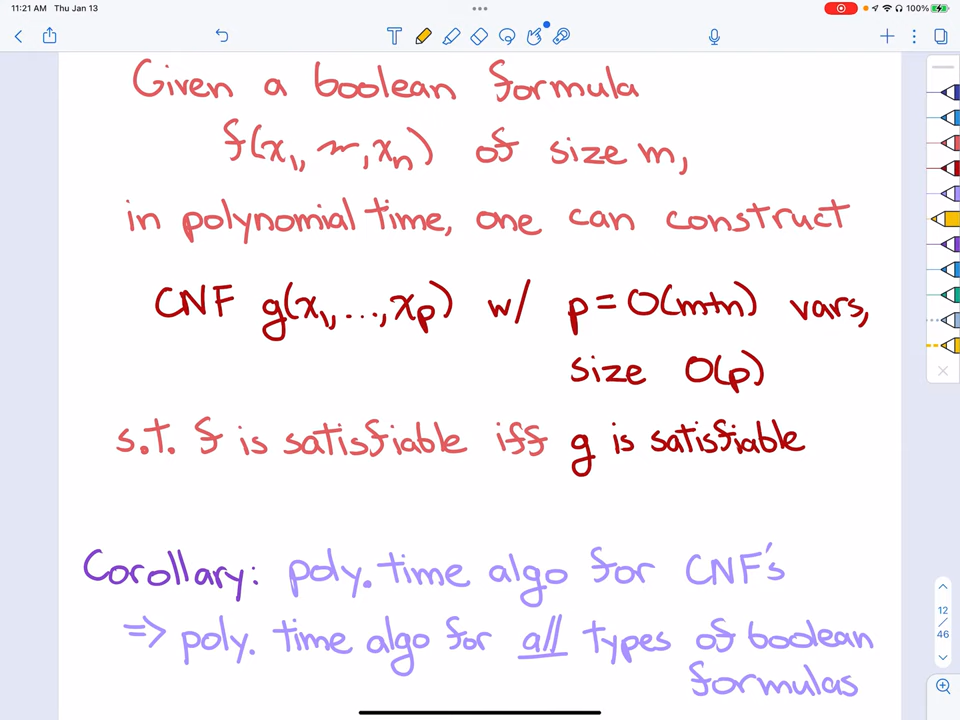 11:21 AM Thu Jan 13
100%
Given a boolean formula
f(x₁, ~, xₙ) of size m,
in polynomial time, one can construct
CNF g(x₁, ..., xₚ) w/ p = O(m+n) vars,
size O(p)
s.t. f is satisfiable iff g is satisfiable
Corollary: poly. time algo for CNF's
=> poly. time algo for all types of boolean
formulas
12
/
46